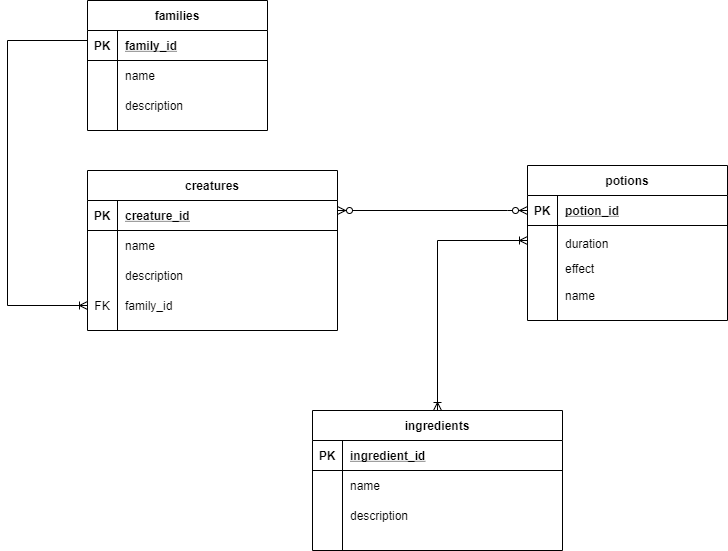 families
PK family_id
name
description
creatures
PK creature_id
name
description
FK family_id
potions
PK potion_id
duration
effect
name
ingredients
PK ingredient_id
name
description